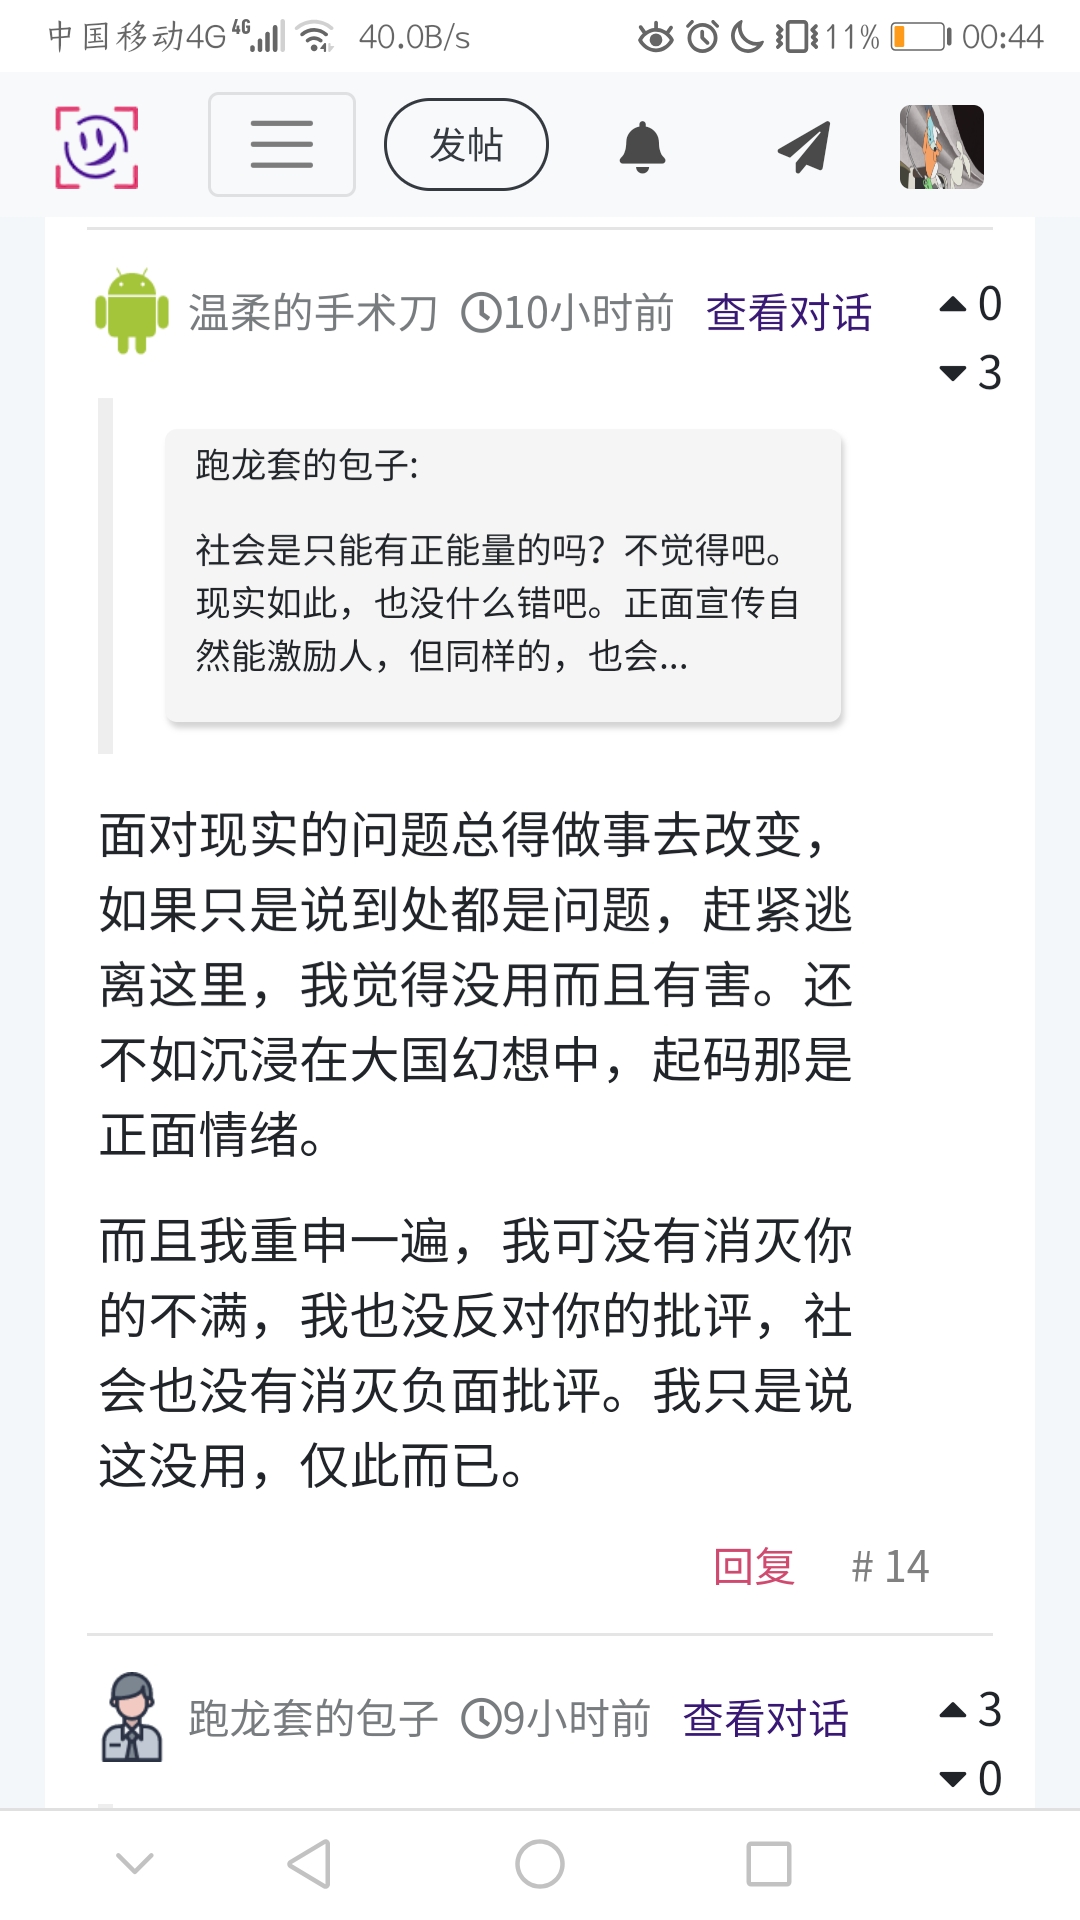 中国移动4G 4G 40.0B/s 11% 00:44
发帖
温柔的手术刀 10小时前 查看对话 0
3
跑龙套的包子:
社会是只能有正能量的吗？不觉得吧。
现实如此，也没什么错吧。正面宣传自
然能激励人，但同样的，也会...
面对现实的问题总得做事去改变，
如果只是说到处都是问题，赶紧逃
离这里，我觉得没用而且有害。还
不如沉浸在大国幻想中，起码那是
正面情绪。
而且我重申一遍，我可没有消灭你
的不满，我也没反对你的批评，社
会也没有消灭负面批评。我只是说
这没用，仅此而已。
回复 # 14
跑龙套的包子 9小时前 查看对话 3
0